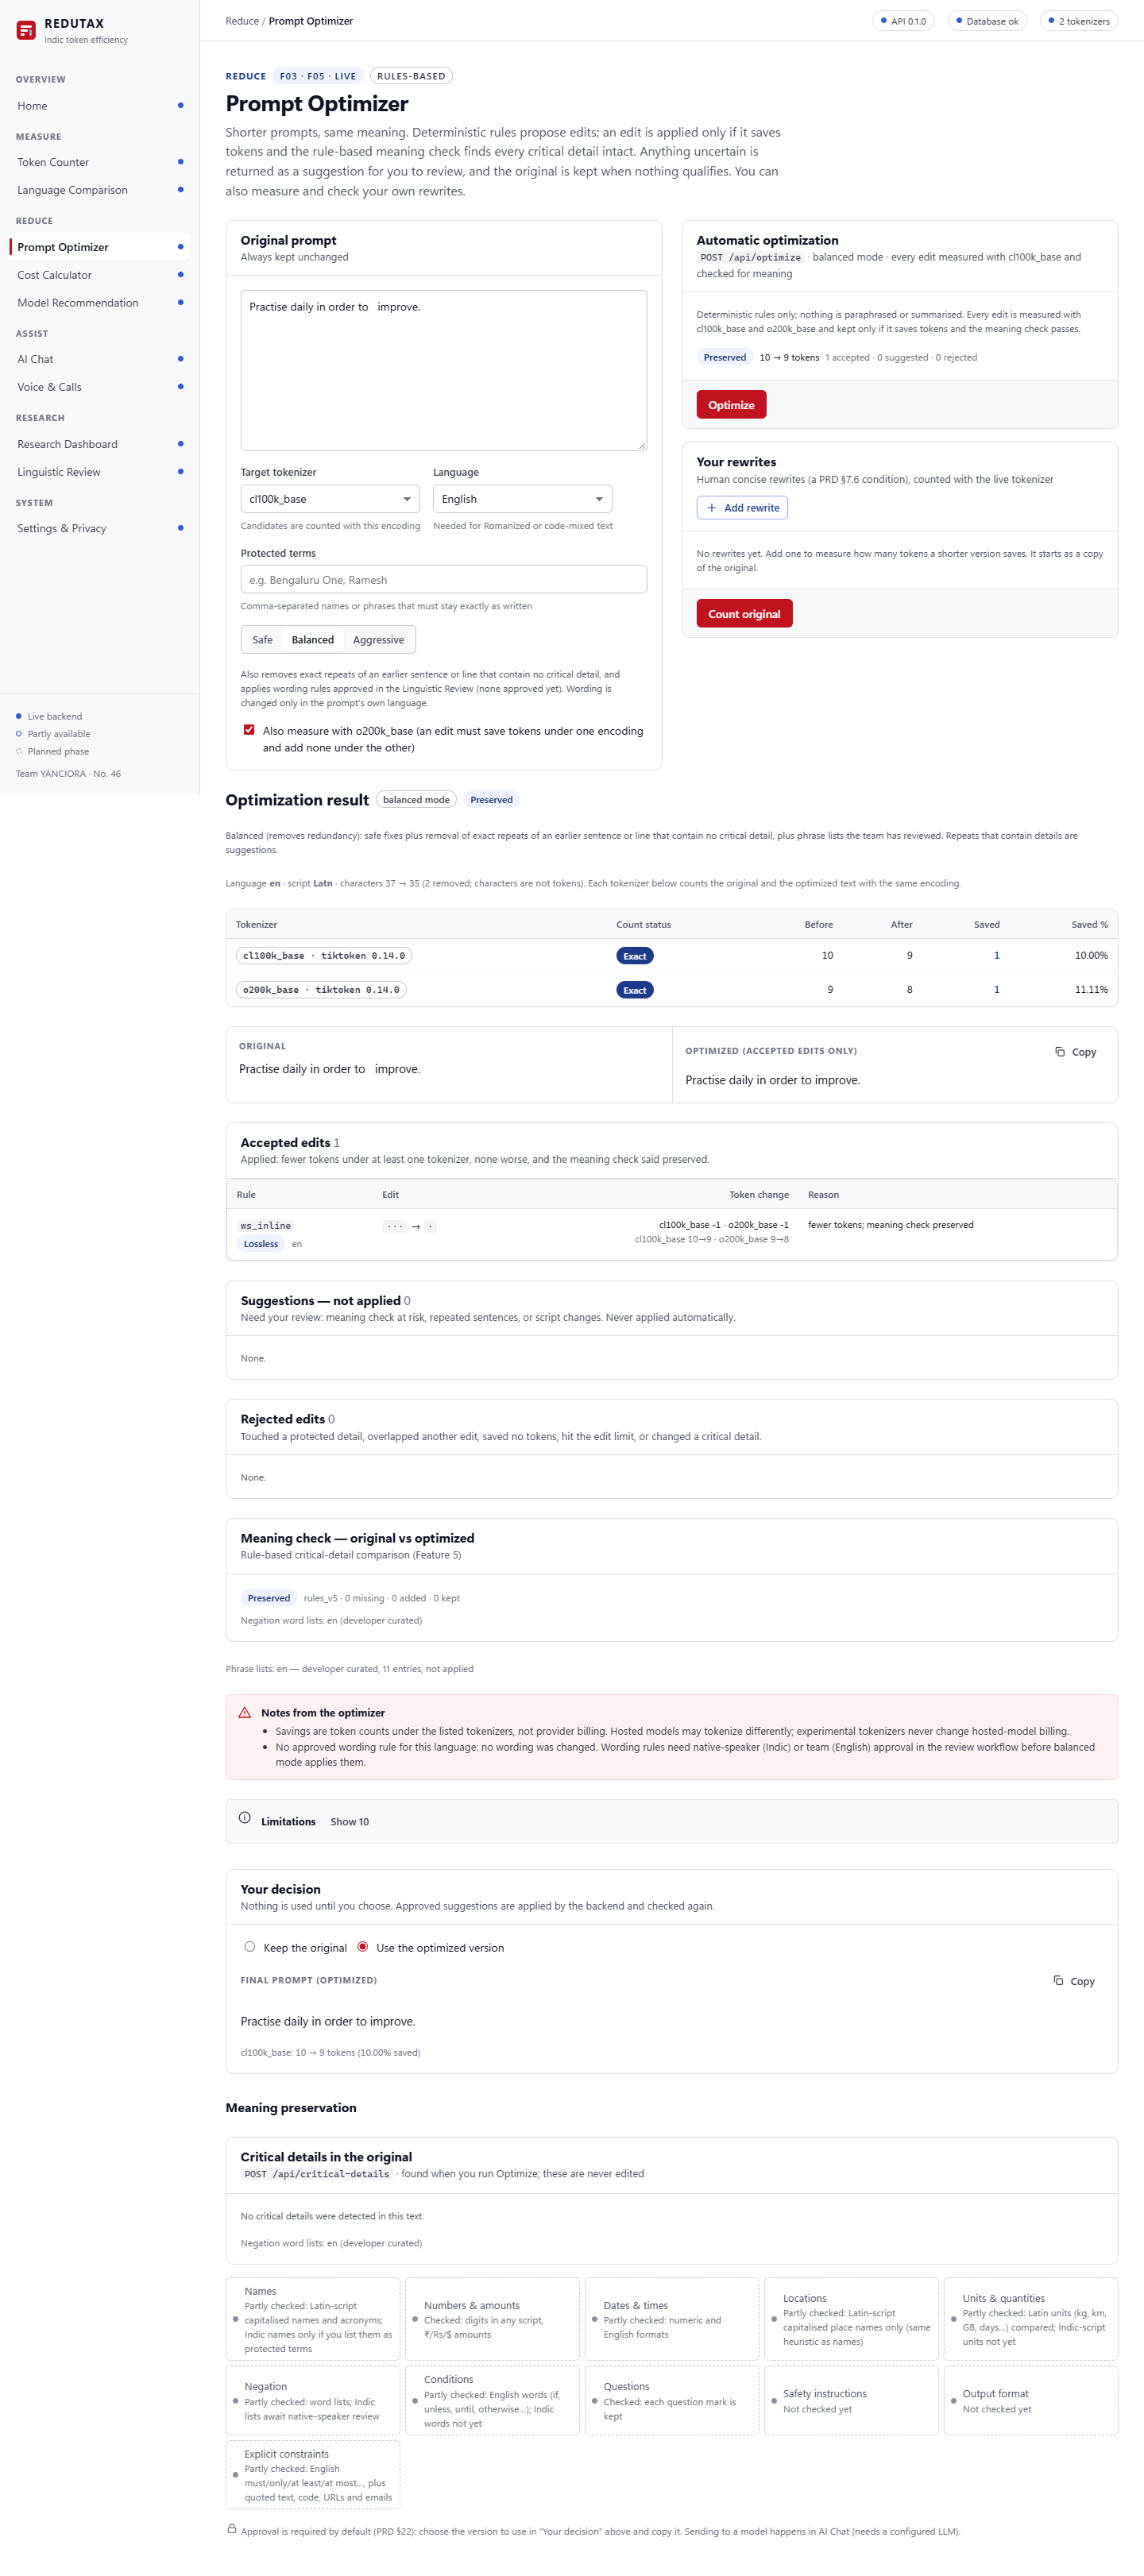 REDUTAX
Indic token efficiency
OVERVIEW
Home
MEASURE
Token Counter
Language Comparison
REDUCE
Prompt Optimizer
Cost Calculator
Model Recommendation
ASSIST
AI Chat
Voice & Calls
RESEARCH
Research Dashboard
Linguistic Review
SYSTEM
Settings & Privacy
Live backend
Partly available
Planned phase
Team YANCIORA · No. 46
Reduce / Prompt Optimizer
API 0.1.0
Database ok
2 tokenizers
REDUCE F03 · F05 · LIVE RULES-BASED
Prompt Optimizer
Shorter prompts, same meaning. Deterministic rules propose edits; an edit is applied only if it saves
tokens and the rule-based meaning check finds every critical detail intact. Anything uncertain is
returned as a suggestion for you to review, and the original is kept when nothing qualifies. You can
also measure and check your own rewrites.
Original prompt
Always kept unchanged
Practise daily in order to   improve.
Target tokenizer
cl100k_base
Candidates are counted with this encoding
Language
English
Needed for Romanized or code-mixed text
Protected terms
e.g. Bengaluru One, Ramesh
Comma-separated names or phrases that must stay exactly as written
Safe Balanced Aggressive
Also removes exact repeats of an earlier sentence or line that contain no critical detail, and
applies wording rules approved in the Linguistic Review (none approved yet). Wording is
changed only in the prompt's own language.
Also measure with o200k_base (an edit must save tokens under one encoding
and add none under the other)
Automatic optimization
POST /api/optimize · balanced mode · every edit measured with cl100k_base and
checked for meaning
Deterministic rules only; nothing is paraphrased or summarised. Every edit is measured with
cl100k_base and o200k_base and kept only if it saves tokens and the meaning check passes.
Preserved 10 → 9 tokens 1 accepted · 0 suggested · 0 rejected
Optimize
Your rewrites
Human concise rewrites (a PRD §7.6 condition), counted with the live tokenizer
+ Add rewrite
No rewrites yet. Add one to measure how many tokens a shorter version saves. It starts as a copy
of the original.
Count original
Optimization result balanced mode Preserved
Balanced (removes redundancy): safe fixes plus removal of exact repeats of an earlier sentence or line that contain no critical detail, plus phrase lists the team has reviewed. Repeats that contain details are
suggestions.
Language en · script Latn · characters 37 → 35 (2 removed; characters are not tokens). Each tokenizer below counts the original and the optimized text with the same encoding.
Tokenizer Count status Before After Saved Saved %
cl100k_base · tiktoken 0.14.0 Exact 10 9 1 10.00%
o200k_base · tiktoken 0.14.0 Exact 9 8 1 11.11%
ORIGINAL
Practise daily in order to   improve.
OPTIMIZED (ACCEPTED EDITS ONLY)
Copy
Practise daily in order to improve.
Accepted edits 1
Applied: fewer tokens under at least one tokenizer, none worse, and the meaning check said preserved.
Rule Edit Token change Reason
ws_inline ··· → · cl100k_base -1 · o200k_base -1 fewer tokens; meaning check preserved
Lossless en cl100k_base 10→9 · o200k_base 9→8
Suggestions — not applied 0
Need your review: meaning check at risk, repeated sentences, or script changes. Never applied automatically.
None.
Rejected edits 0
Touched a protected detail, overlapped another edit, saved no tokens, hit the edit limit, or changed a critical detail.
None.
Meaning check — original vs optimized
Rule-based critical-detail comparison (Feature 5)
Preserved rules_v5 · 0 missing · 0 added · 0 kept
Negation word lists: en (developer curated)
Phrase lists: en — developer curated, 11 entries, not applied
Notes from the optimizer
• Savings are token counts under the listed tokenizers, not provider billing. Hosted models may tokenize differently; experimental tokenizers never change hosted-model billing.
• No approved wording rule for this language: no wording was changed. Wording rules need native-speaker (Indic) or team (English) approval in the review workflow before balanced
mode applies them.
Limitations Show 10
Your decision
Nothing is used until you choose. Approved suggestions are applied by the backend and checked again.
Keep the original Use the optimized version
FINAL PROMPT (OPTIMIZED)
Copy
Practise daily in order to improve.
cl100k_base: 10 → 9 tokens (10.00% saved)
Meaning preservation
Critical details in the original
POST /api/critical-details · found when you run Optimize; these are never edited
No critical details were detected in this text.
Negation word lists: en (developer curated)
Names
Partly checked: Latin-script
capitalised names and acronyms;
Indic names only if you list them as
protected terms
Numbers & amounts
Checked: digits in any script,
₹/Rs/$ amounts
Dates & times
Partly checked: numeric and
English formats
Locations
Partly checked: Latin-script
capitalised place names only (same
heuristic as names)
Units & quantities
Partly checked: Latin units (kg, km,
GB, days...) compared; Indic-script
units not yet
Negation
Partly checked: word lists; Indic
lists await native-speaker review
Conditions
Partly checked: English words (if,
unless, until, otherwise...); Indic
words not yet
Questions
Checked: each question mark is
kept
Safety instructions
Not checked yet
Output format
Not checked yet
Explicit constraints
Partly checked: English
must/only/at least/at most..., plus
quoted text, code, URLs and emails
Approval is required by default (PRD §22): choose the version to use in "Your decision" above and copy it. Sending to a model happens in AI Chat (needs a configured LLM).